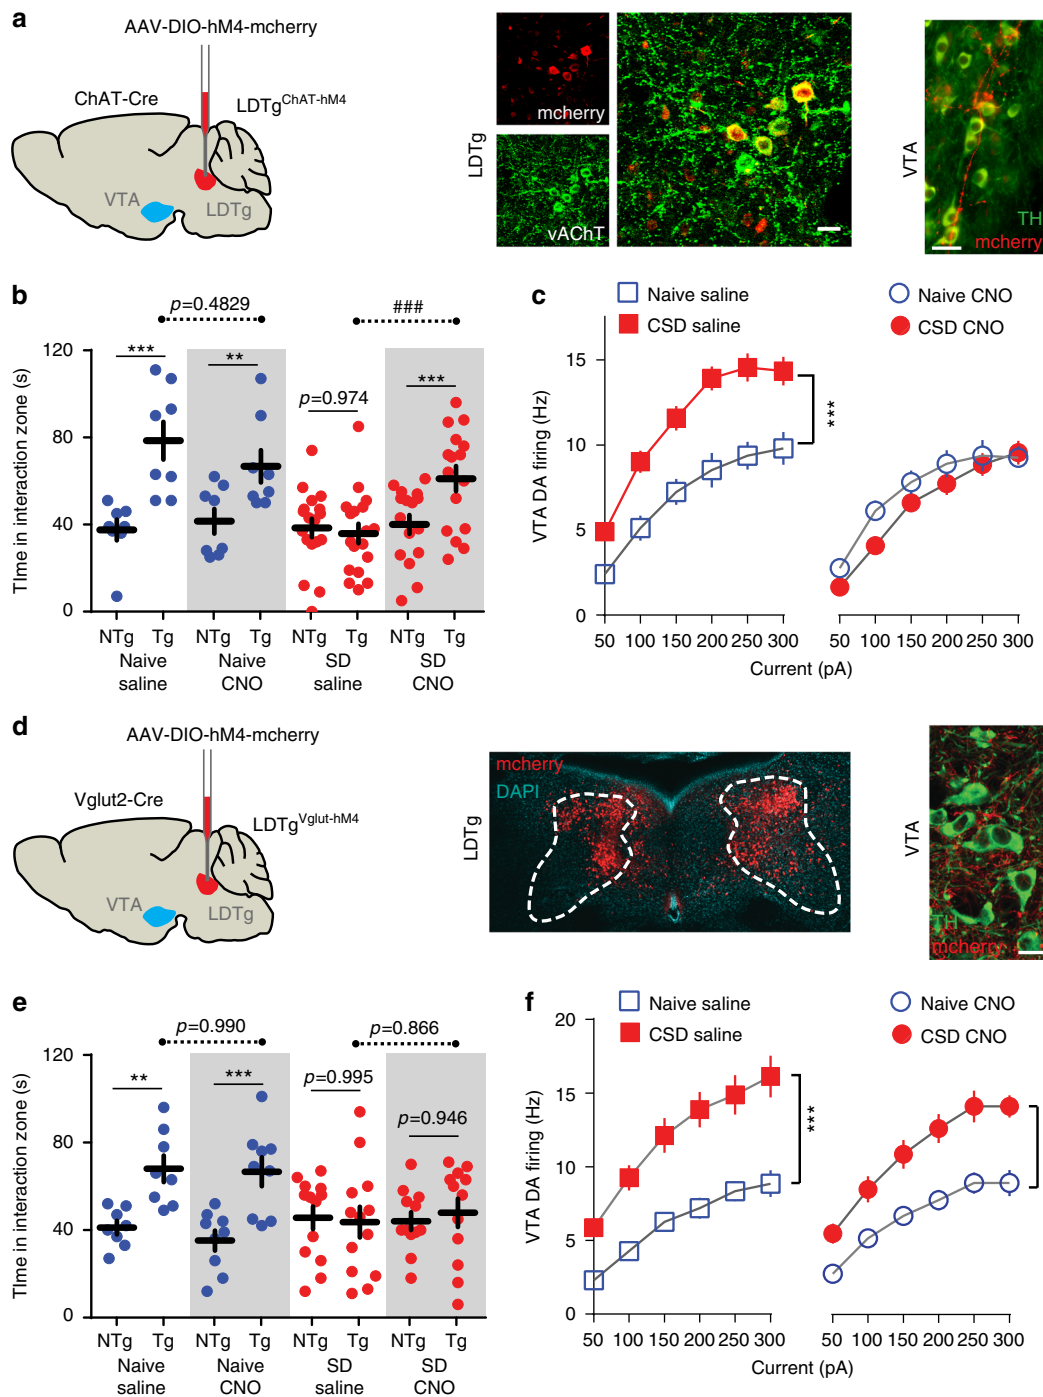 a
AAV-DIO-hM4-mcherry
ChAT-Cre
LDTgChAT-hM4
VTA
LDTg
LDTg
mcherry
vAChT
VTA
TH
mcherry
b
p=0.4829
###
***
**
p=0.974
***
TIme in interaction zone (s)
120
80
40
0
NTg Tg NTg Tg NTg Tg NTg Tg
Naive saline
Naive CNO
SD saline
SD CNO
c
Naive saline
CSD saline
Naive CNO
CSD CNO
VTA DA firing (Hz)
15
10
5
0
***
50 100 150 200 250 300
50 100 150 200 250 300
Current (pA)
d
AAV-DIO-hM4-mcherry
Vglut2-Cre
LDTgVglut-hM4
VTA
LDTg
LDTg
mcherry
DAPI
VTA
TH
mcherry
e
p=0.990
p=0.866
**
***
p=0.995
p=0.946
TIme in interaction zone (s)
120
80
40
0
NTg Tg NTg Tg NTg Tg NTg Tg
Naive saline
Naive CNO
SD saline
SD CNO
f
Naive saline
CSD saline
Naive CNO
CSD CNO
VTA DA firing (Hz)
20
15
10
5
0
***
50 100 150 200 250 300
50 100 150 200 250 300
Current (pA)